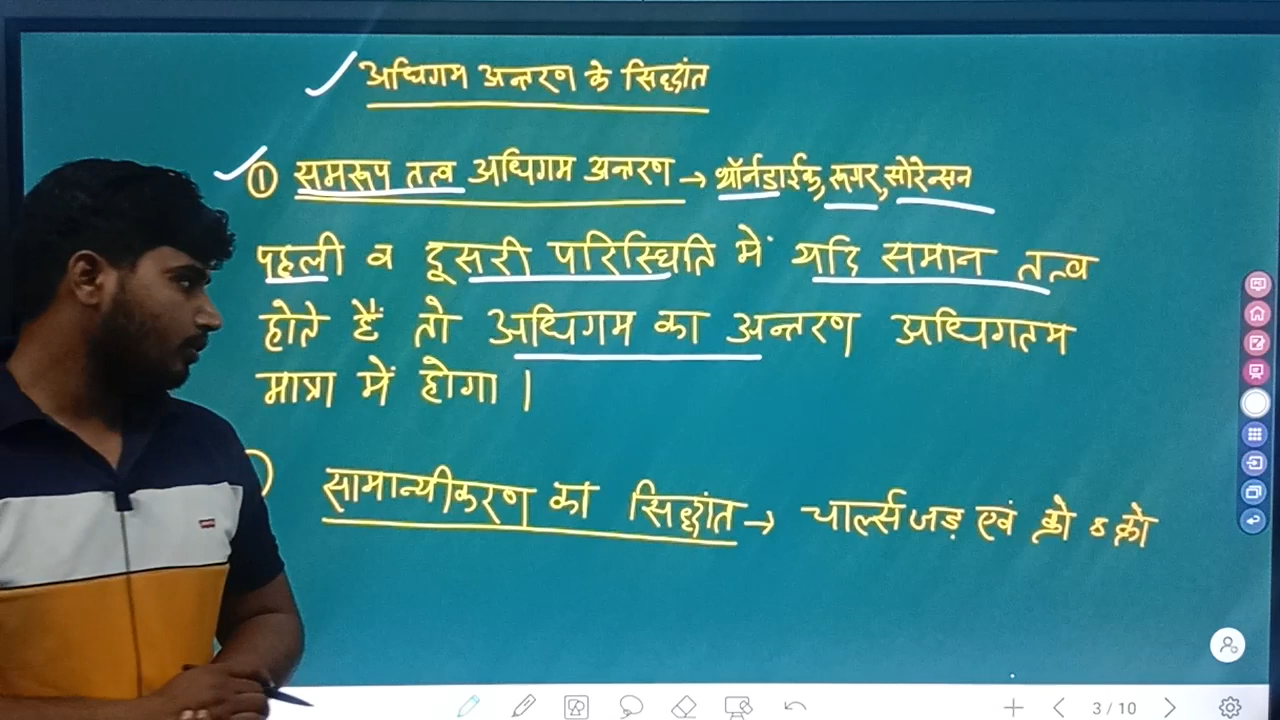 अधिगम अन्तरण के सिद्धांत
① समरूप तत्व अधिगम अन्तरण → थॉर्नडाईक, रूगर, सोरेन्सन
पहली व दूसरी परिस्थिति में यदि समान तत्व
होते हैं तो अधिगम का अन्तरण अधिगतम
मात्रा में होगा ।
सामान्यीकरण का सिद्धांत → चार्ल्स जड़ एवं क्रो & क्रो
3 / 10